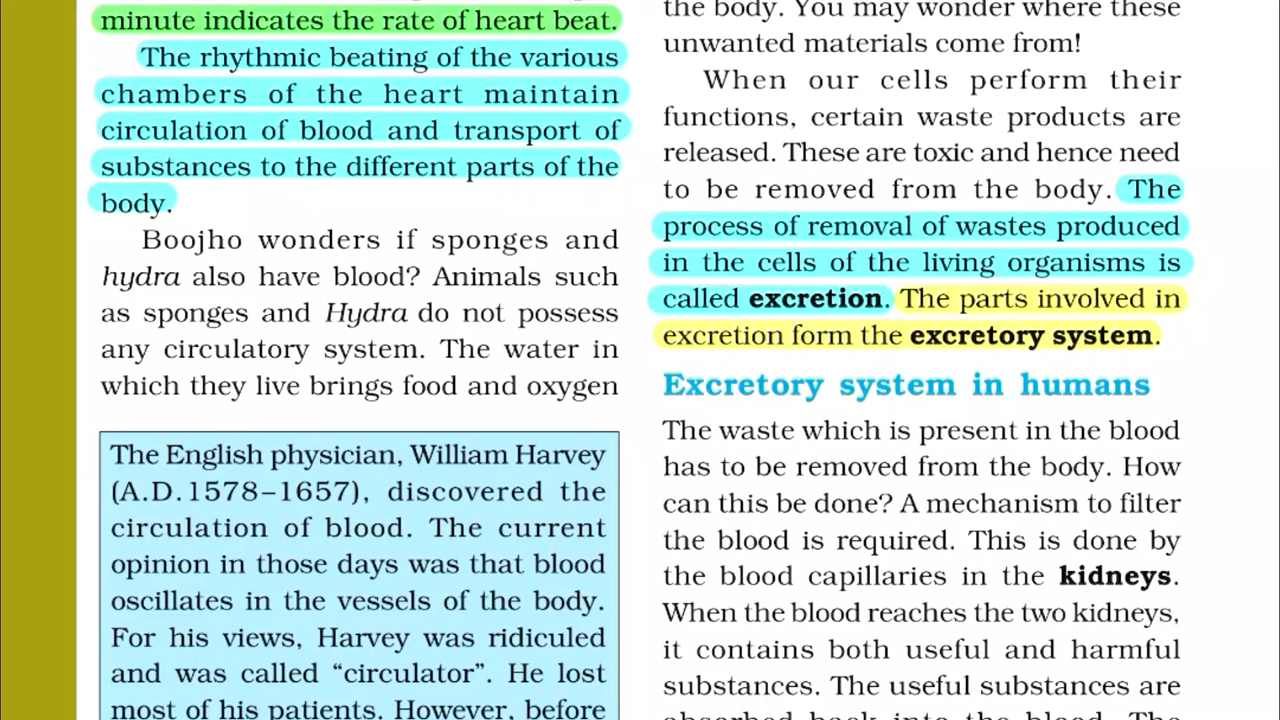 minute indicates the rate of heart beat.
The rhythmic beating of the various
chambers of the heart maintain
circulation of blood and transport of
substances to the different parts of the
body.
Boojho wonders if sponges and
hydra also have blood? Animals such
as sponges and Hydra do not possess
any circulatory system. The water in
which they live brings food and oxygen
The English physician, William Harvey
(A.D.1578–1657), discovered the
circulation of blood. The current
opinion in those days was that blood
oscillates in the vessels of the body.
For his views, Harvey was ridiculed
and was called “circulator”. He lost
most of his patients. However, before
the body. You may wonder where these
unwanted materials come from!
When our cells perform their
functions, certain waste products are
released. These are toxic and hence need
to be removed from the body. The
process of removal of wastes produced
in the cells of the living organisms is
called excretion. The parts involved in
excretion form the excretory system.
Excretory system in humans
The waste which is present in the blood
has to be removed from the body. How
can this be done? A mechanism to filter
the blood is required. This is done by
the blood capillaries in the kidneys.
When the blood reaches the two kidneys,
it contains both useful and harmful
substances. The useful substances are
absorbed back into the blood. The